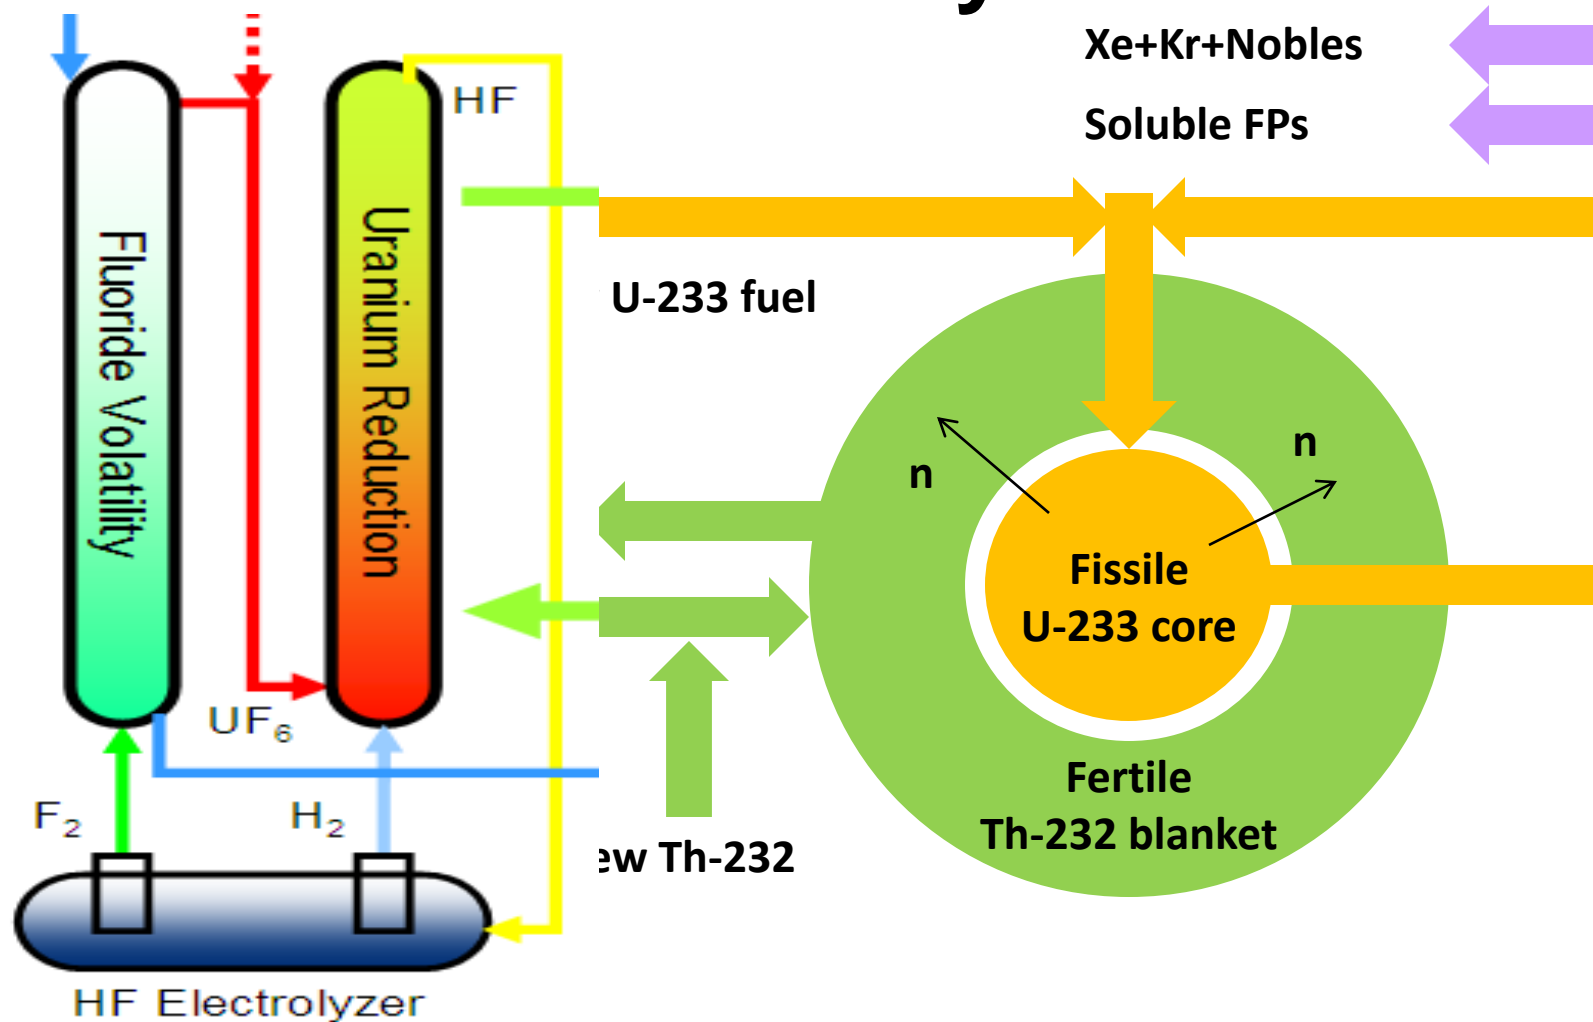 Xe+Kr+Nobles
HF
Soluble FPs
Fluoride Volatility
Uranium Reduction
U-233 fuel
n
n
Fissile
U-233 core
UF₆
Fertile
F₂
H₂
Th-232 blanket
Th-232
HF Electrolyzer